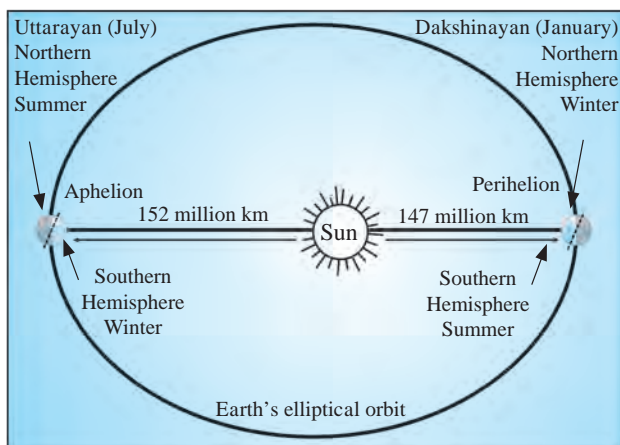 Uttarayan (July)
Northern
Hemisphere
Summer
Dakshinayan (January)
Northern
Hemisphere
Winter
Aphelion
Perihelion
152 million km
Sun
147 million km
Southern
Hemisphere
Winter
Southern
Hemisphere
Summer
Earth's elliptical orbit